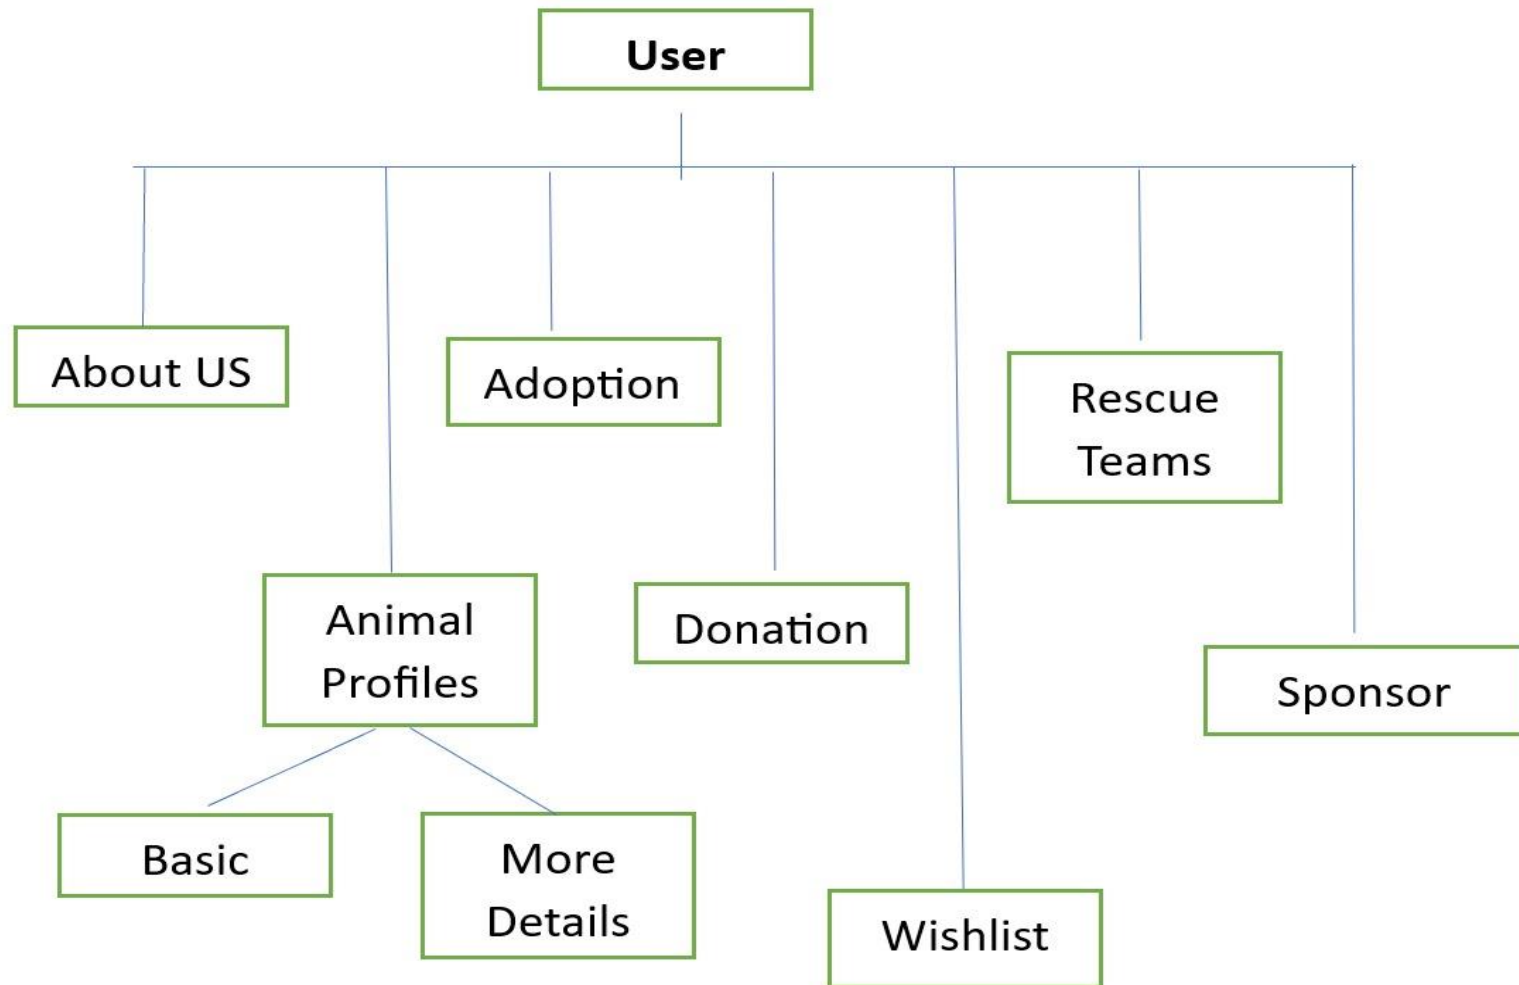 User
About US
Adoption
Rescue
Teams
Animal
Profiles
Donation
Sponsor
Basic
More
Details
Wishlist